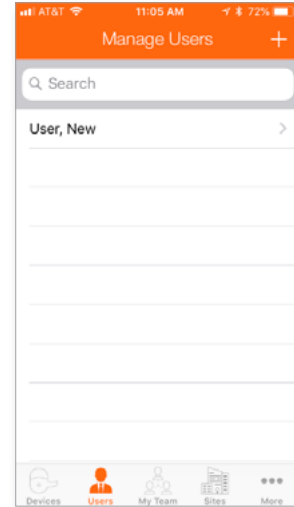 AT&T 11:05 AM 72%
Manage Users +
Search
User, New
Devices Users My Team Sites More